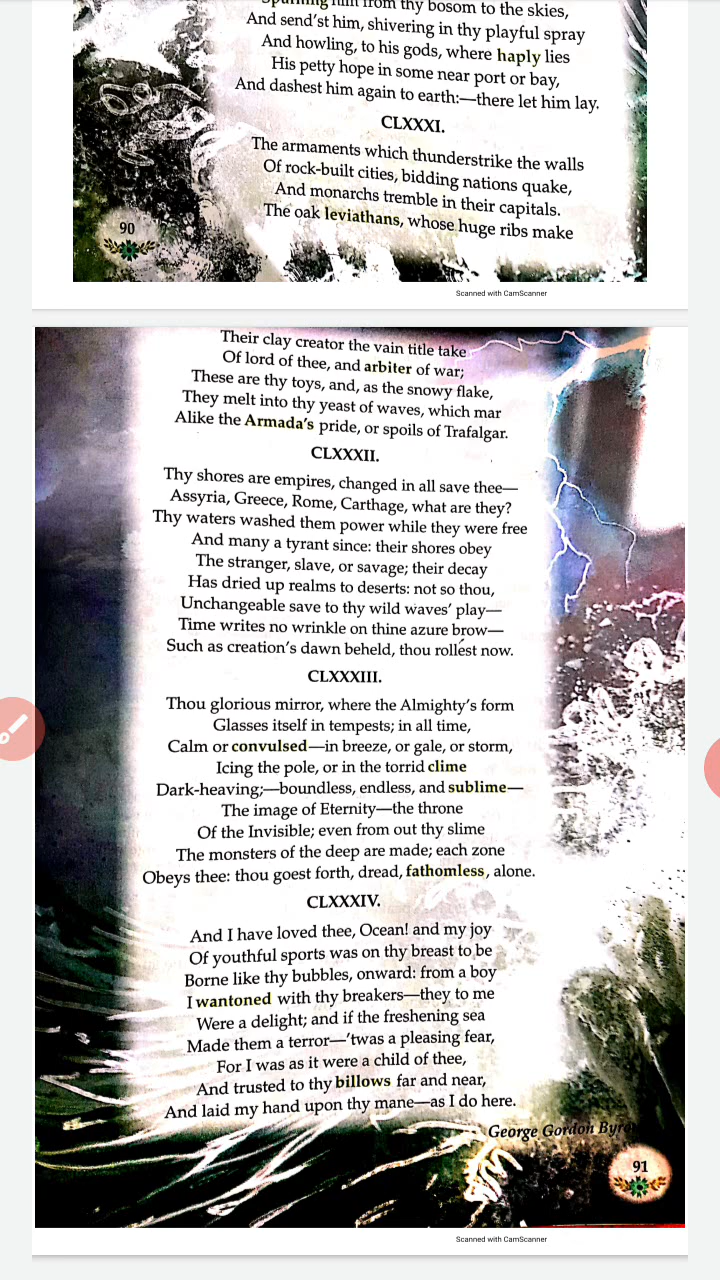 Spurning him from thy bosom to the skies,
And send'st him, shivering in thy playful spray
And howling, to his gods, where haply lies
His petty hope in some near port or bay,
And dashest him again to earth:—there let him lay.
CLXXXI.
The armaments which thunderstrike the walls
Of rock-built cities, bidding nations quake,
And monarchs tremble in their capitals.
The oak leviathans, whose huge ribs make
90
Scanned with CamScanner
Their clay creator the vain title take
Of lord of thee, and arbiter of war;
These are thy toys, and, as the snowy flake,
They melt into thy yeast of waves, which mar
Alike the Armada's pride, or spoils of Trafalgar.
CLXXXII.
Thy shores are empires, changed in all save thee—
Assyria, Greece, Rome, Carthage, what are they?
Thy waters washed them power while they were free
And many a tyrant since: their shores obey
The stranger, slave, or savage; their decay
Has dried up realms to deserts: not so thou,
Unchangeable save to thy wild waves' play—
Time writes no wrinkle on thine azure brow—
Such as creation's dawn beheld, thou rollest now.
CLXXXIII.
Thou glorious mirror, where the Almighty's form
Glasses itself in tempests; in all time,
Calm or convulsed—in breeze, or gale, or storm,
Icing the pole, or in the torrid clime
Dark-heaving;—boundless, endless, and sublime—
The image of Eternity—the throne
Of the Invisible; even from out thy slime
The monsters of the deep are made; each zone
Obeys thee: thou goest forth, dread, fathomless, alone.
CLXXXIV.
And I have loved thee, Ocean! and my joy
Of youthful sports was on thy breast to be
Borne like thy bubbles, onward: from a boy
I wantoned with thy breakers—they to me
Were a delight; and if the freshening sea
Made them a terror—'twas a pleasing fear,
For I was as it were a child of thee,
And trusted to thy billows far and near,
And laid my hand upon thy mane—as I do here.
George Gordon Byro
91
Scanned with CamScanner